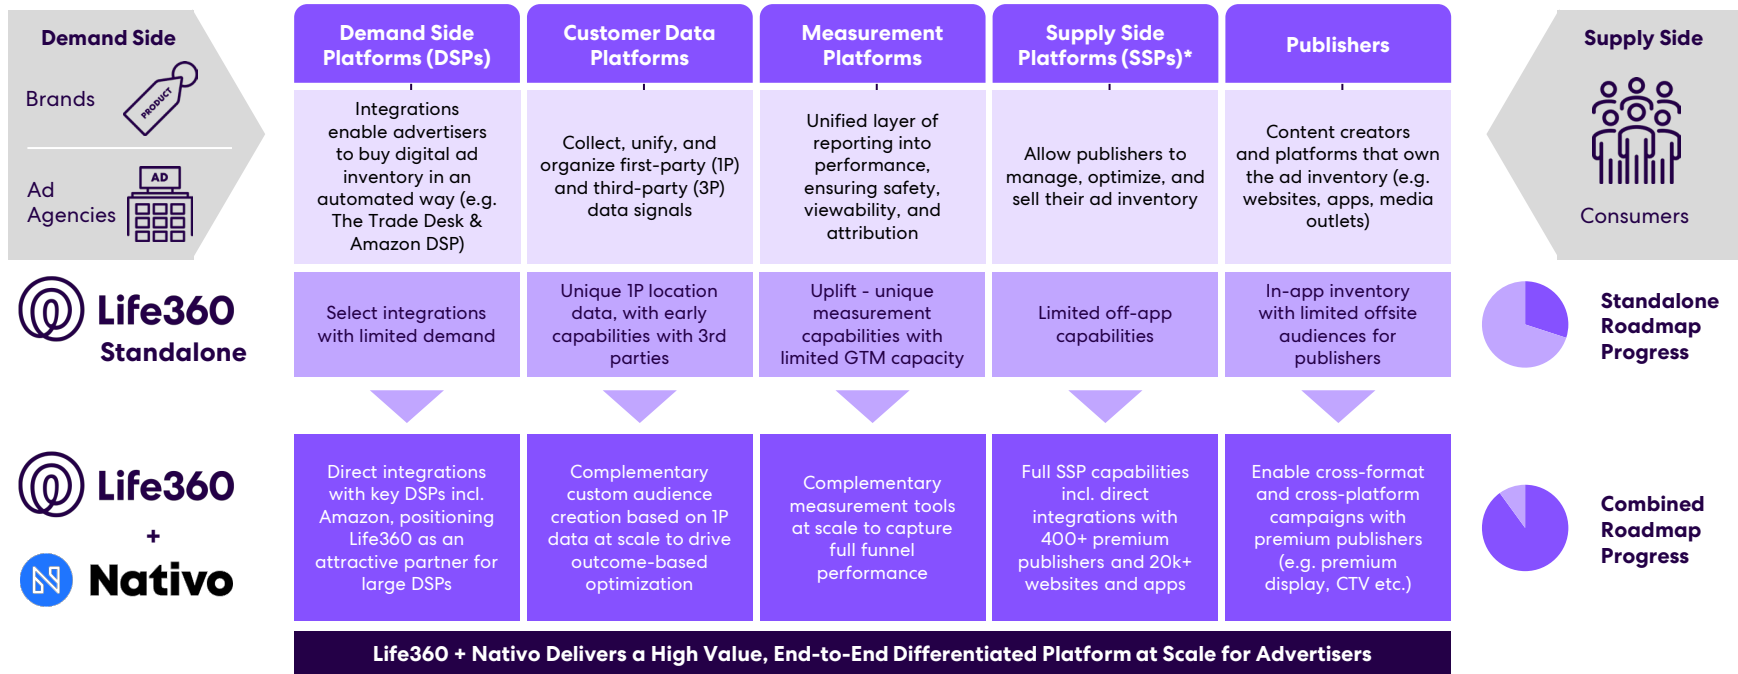 Demand Side
Brands
PRODUCT
Ad
Agencies
AD
Demand Side
Platforms (DSPs)
Integrations
enable advertisers
to buy digital ad
inventory in an
automated way (e.g.
The Trade Desk &
Amazon DSP)
Customer Data
Platforms
Collect, unify, and
organize first-party (1P)
and third-party (3P)
data signals
Measurement
Platforms
Unified layer of
reporting into
performance,
ensuring safety,
viewability, and
attribution
Supply Side
Platforms (SSPs)*
Allow publishers to
manage, optimize, and
sell their ad inventory
Publishers
Content creators
and platforms that own
the ad inventory (e.g.
websites, apps, media
outlets)
Supply Side
Consumers
Life360
Standalone
Select integrations
with limited demand
Unique 1P location
data, with early
capabilities with 3rd
parties
Uplift - unique
measurement
capabilities with
limited GTM capacity
Limited off-app
capabilities
In-app inventory
with limited offsite
audiences for
publishers
Standalone
Roadmap
Progress
Life360
+
Nativo
Direct integrations
with key DSPs incl.
Amazon, positioning
Life360 as an
attractive partner for
large DSPs
Complementary
custom audience
creation based on 1P
data at scale to drive
outcome-based
optimization
Complementary
measurement tools
at scale to capture
full funnel
performance
Full SSP capabilities
incl. direct
integrations with
400+ premium
publishers and 20k+
websites and apps
Enable cross-format
and cross-platform
campaigns with
premium publishers
(e.g. premium
display, CTV etc.)
Combined
Roadmap
Progress
Life360 + Nativo Delivers a High Value, End-to-End Differentiated Platform at Scale for Advertisers